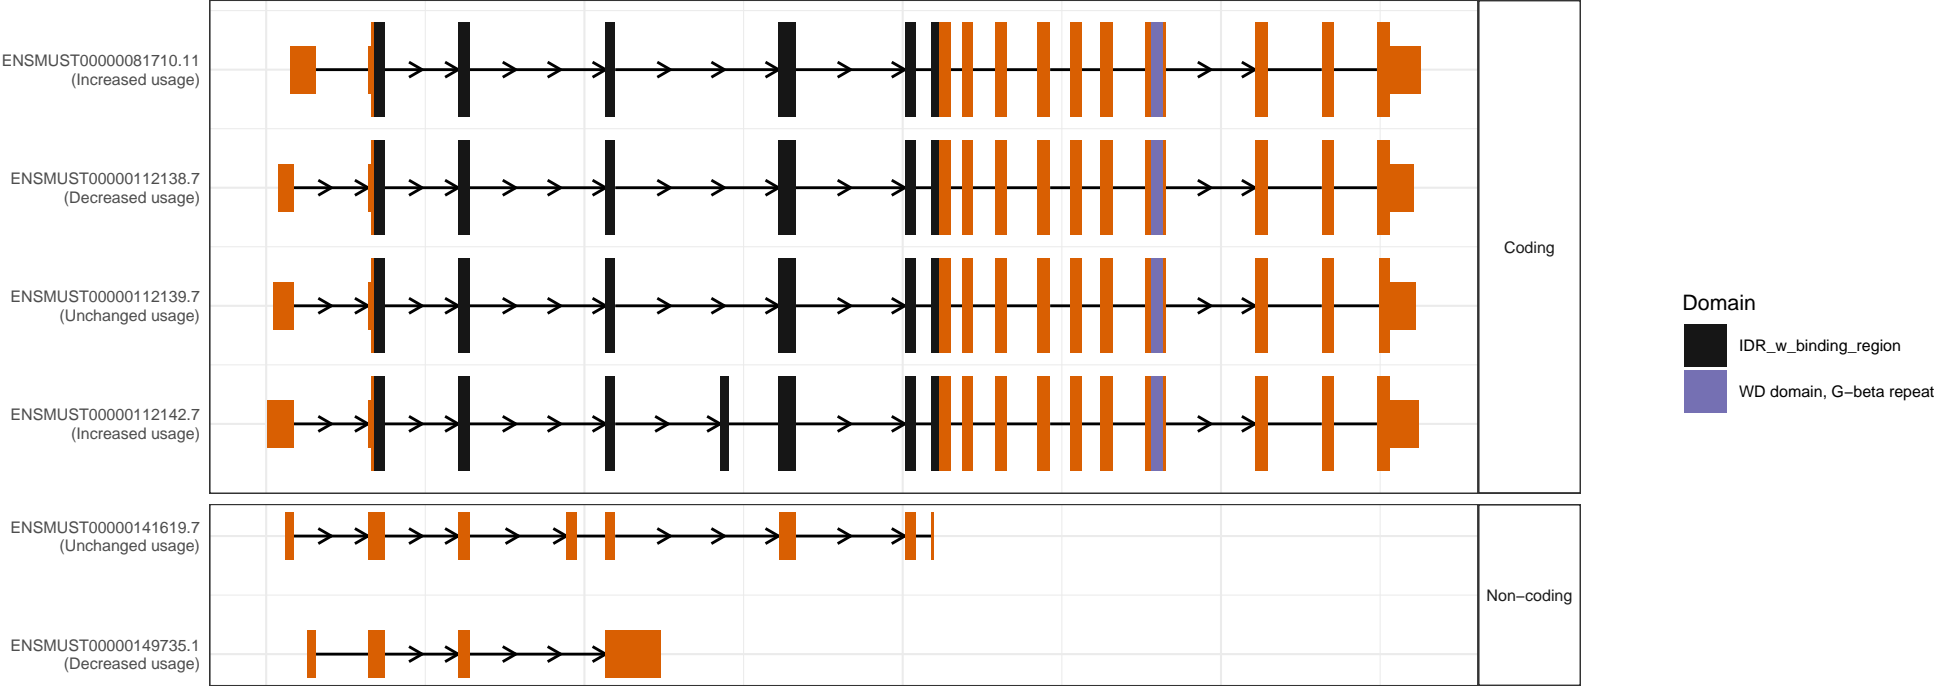 ENSMUST00000081710.11
(Increased usage)
ENSMUST00000112138.7
(Decreased usage)
ENSMUST00000112139.7
(Unchanged usage)
ENSMUST00000112142.7
(Increased usage)
Coding
ENSMUST00000141619.7
(Unchanged usage)
ENSMUST00000149735.1
(Decreased usage)
Non−coding
Domain
IDR_w_binding_region
WD domain, G−beta repeat